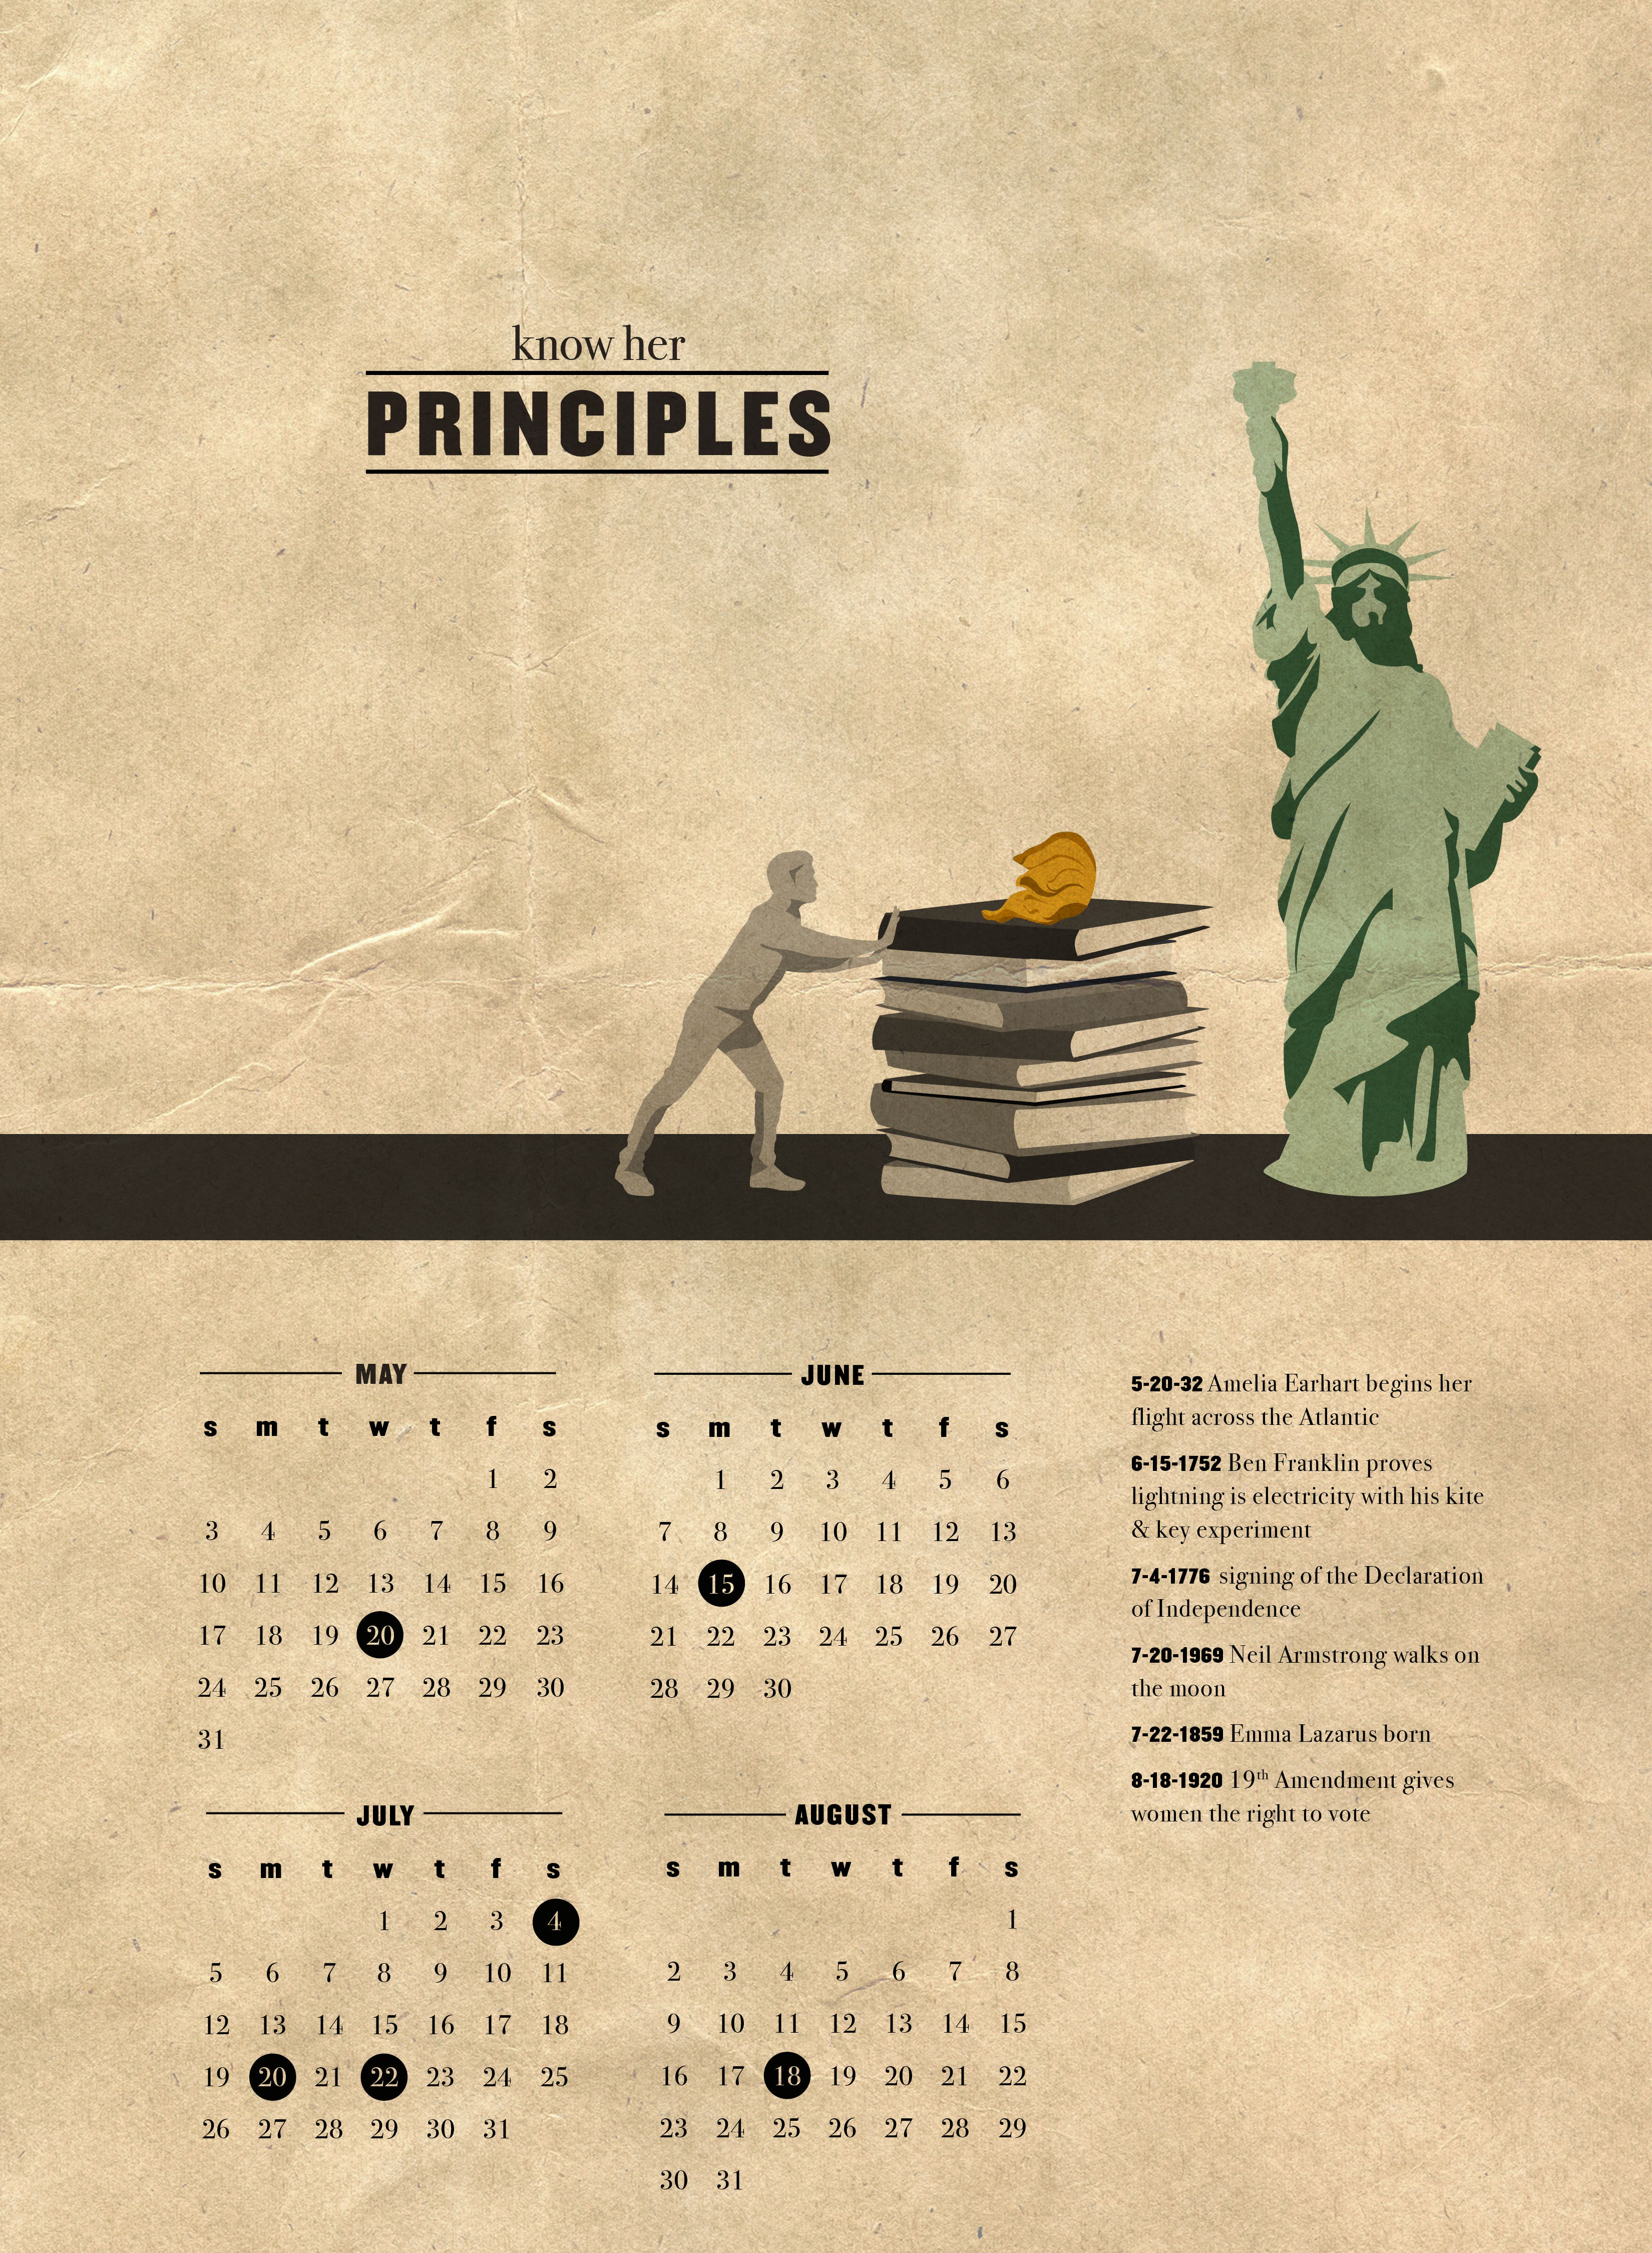 know her
PRINCIPLES
MAY
s m t w t f s
1 2
3 4 5 6 7 8 9
10 11 12 13 14 15 16
17 18 19 20 21 22 23
24 25 26 27 28 29 30
31
JUNE
s m t w t f s
1 2 3 4 5 6
7 8 9 10 11 12 13
14 15 16 17 18 19 20
21 22 23 24 25 26 27
28 29 30
JULY
s m t w t f s
1 2 3 4
5 6 7 8 9 10 11
12 13 14 15 16 17 18
19 20 21 22 23 24 25
26 27 28 29 30 31
AUGUST
s m t w t f s
1
2 3 4 5 6 7 8
9 10 11 12 13 14 15
16 17 18 19 20 21 22
23 24 25 26 27 28 29
30 31
5-20-32 Amelia Earhart begins her
flight across the Atlantic
6-15-1752 Ben Franklin proves
lightning is electricity with his kite
& key experiment
7-4-1776 signing of the Declaration
of Independence
7-20-1969 Neil Armstrong walks on
the moon
7-22-1859 Emma Lazarus born
8-18-1920 19th Amendment gives
women the right to vote